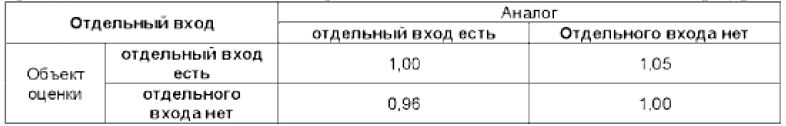 Отдельный вход
Аналог
отдельный вход есть
Отдельного входа нет
Объект
оценки
отдельный вход
есть
1,00
1,05
отдельного
входа нет
0,96
1,00